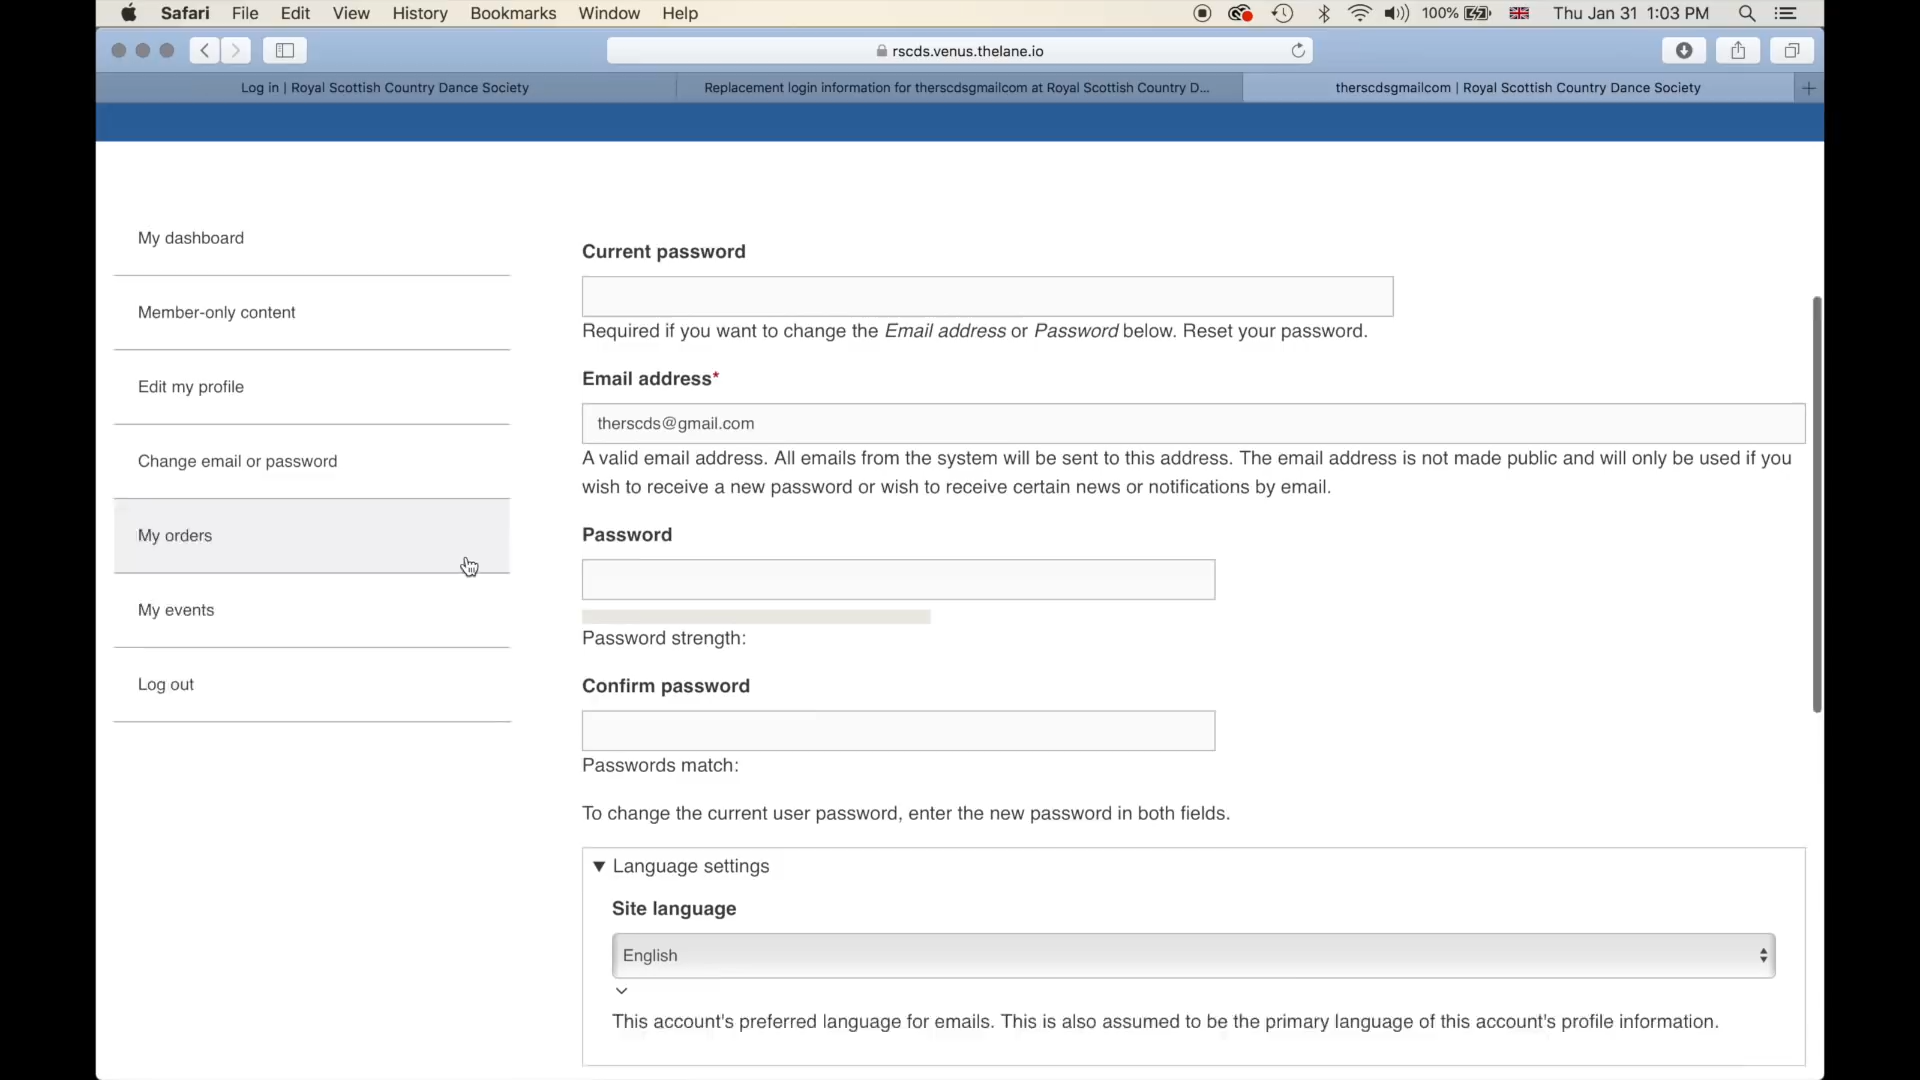 Safari File Edit View History Bookmarks Window Help 100% Thu Jan 31 1:03 PM
rscds.venus.thelane.io
Log in | Royal Scottish Country Dance Society
Replacement login information for therscdsgmailcom at Royal Scottish Country D...
therscdsgmailcom | Royal Scottish Country Dance Society
My dashboard
Member-only content
Edit my profile
Change email or password
My orders
My events
Log out
Current password
Required if you want to change the Email address or Password below. Reset your password.
Email address*
therscds@gmail.com
A valid email address. All emails from the system will be sent to this address. The email address is not made public and will only be used if you
wish to receive a new password or wish to receive certain news or notifications by email.
Password
Password strength:
Confirm password
Passwords match:
To change the current user password, enter the new password in both fields.
Language settings
Site language
English
This account's preferred language for emails. This is also assumed to be the primary language of this account's profile information.